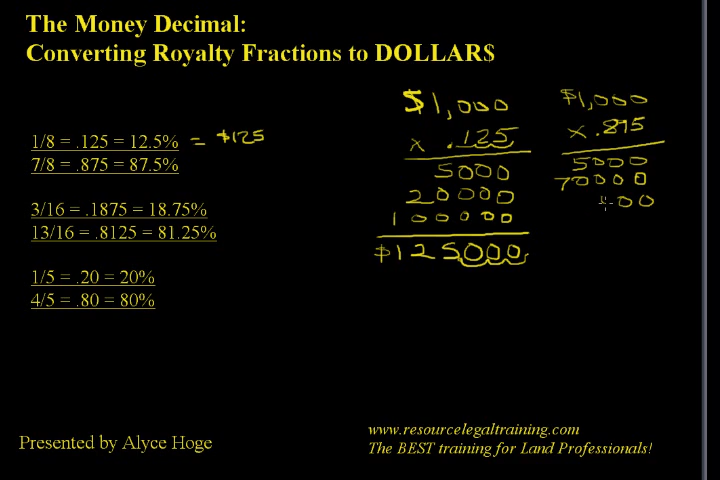 The Money Decimal:
Converting Royalty Fractions to DOLLAR$
1/8 = .125 = 12.5% = $125
7/8 = .875 = 87.5%
3/16 = .1875 = 18.75%
13/16 = .8125 = 81.25%
1/5 = .20 = 20%
4/5 = .80 = 80%
$1,000
x .125
5000
20000
100000
$125000
$1,000
x .875
5000
70000
00
Presented by Alyce Hoge
www.resourcelegaltraining.com
The BEST training for Land Professionals!